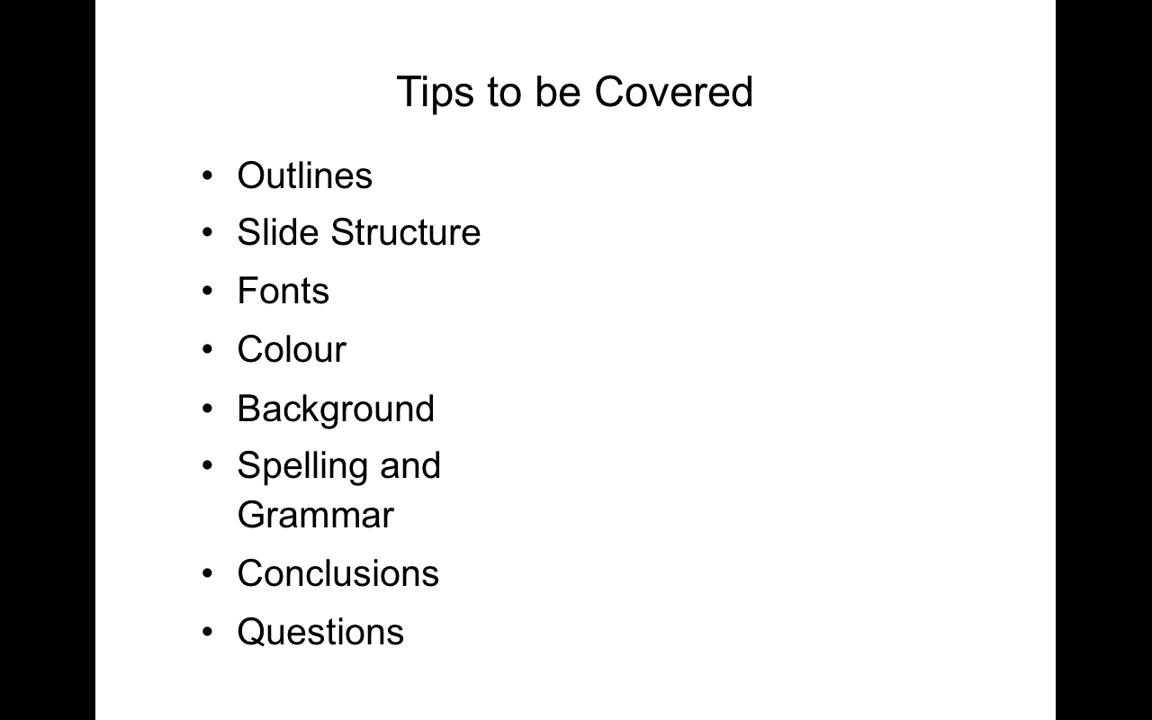 Tips to be Covered
• Outlines
• Slide Structure
• Fonts
• Colour
• Background
• Spelling and
Grammar
• Conclusions
• Questions